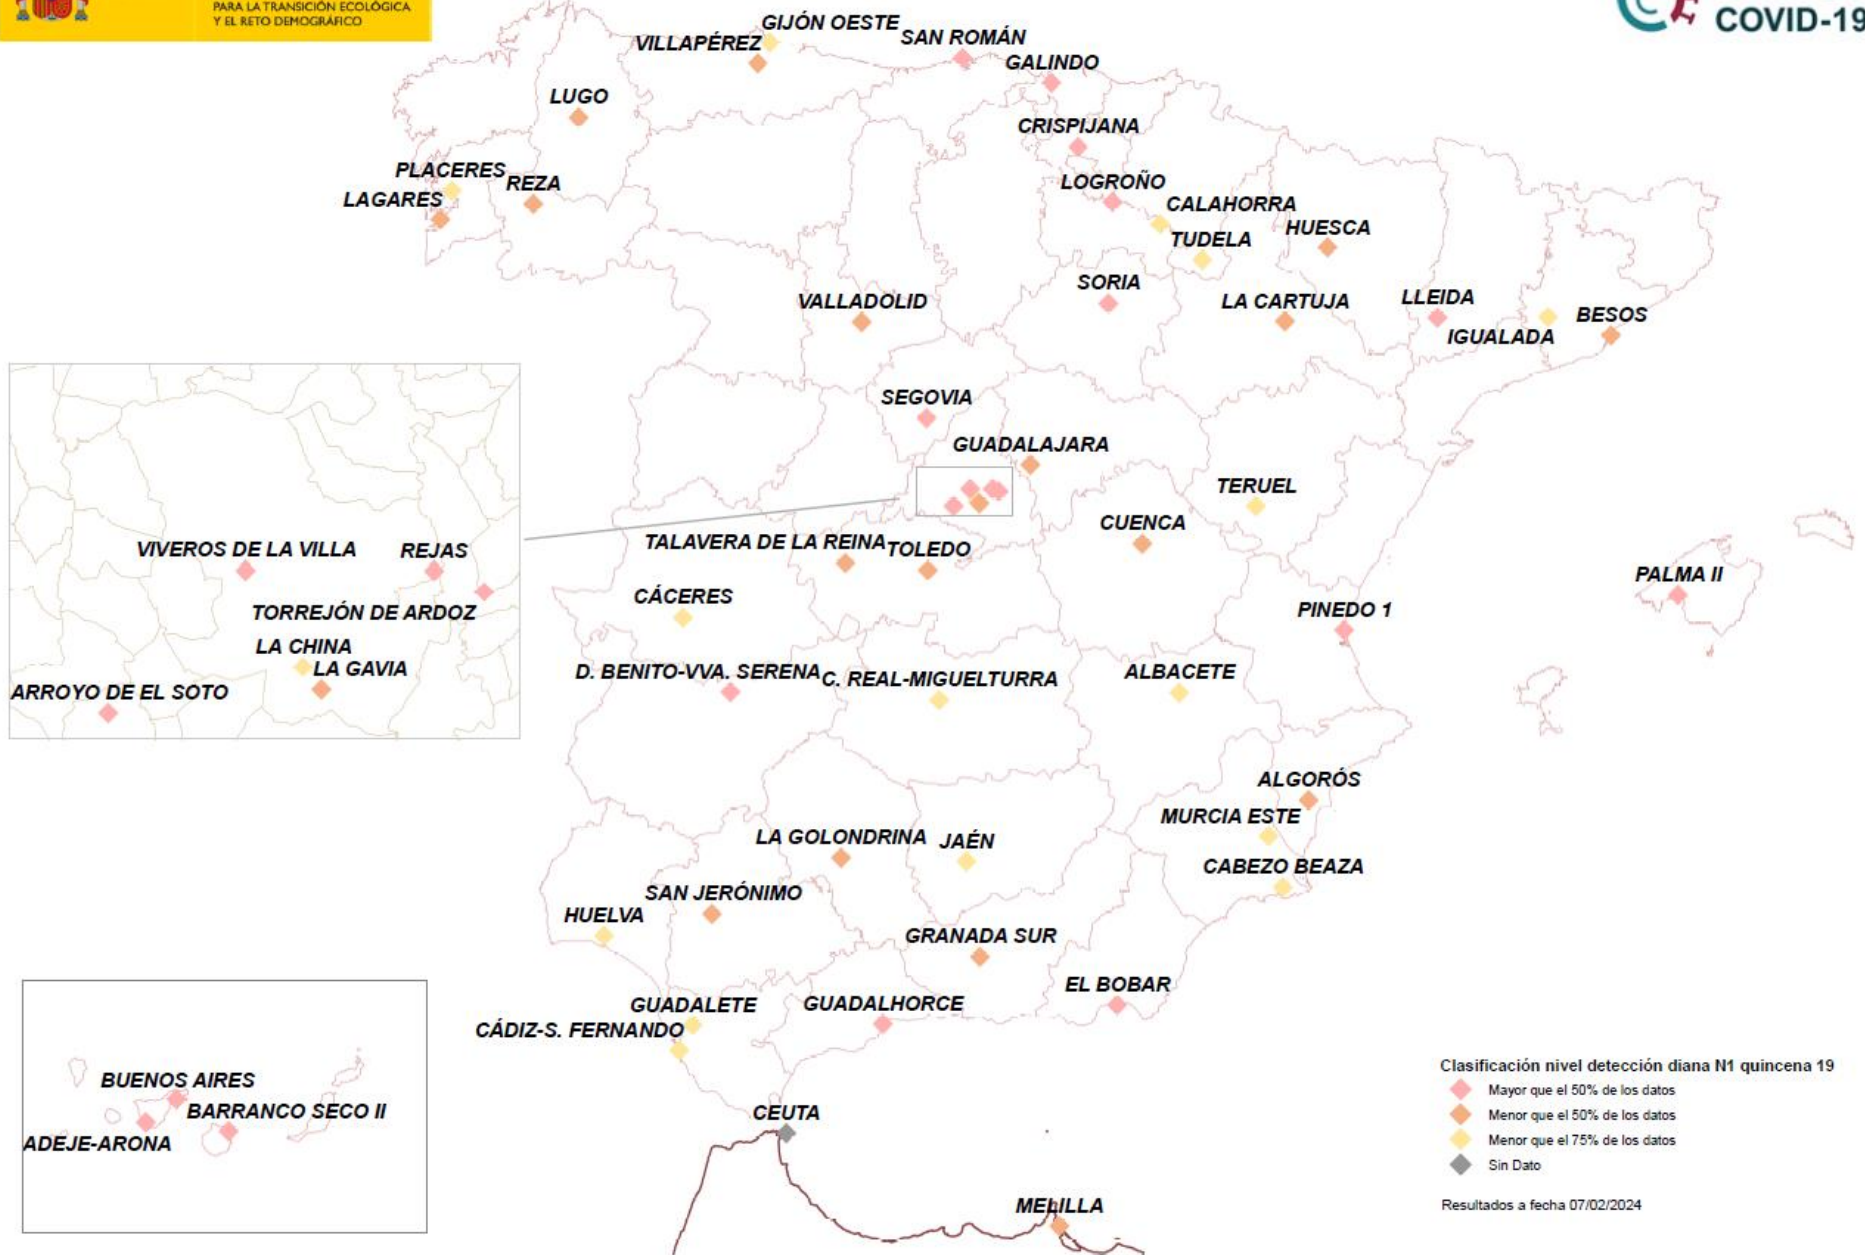 PARA LA TRANSICIÓN ECOLÓGICA
Y EL RETO DEMOGRÁFICO
COVID-19
GIJÓN OESTE
VILLAPÉREZ
SAN ROMÁN
GALINDO
LUGO
CRISPIJANA
PLACERES
REZA
LAGARES
LOGROÑO
CALAHORRA
TUDELA
HUESCA
SORIA
VALLADOLID
LA CARTUJA
LLEIDA
IGUALADA
BESOS
SEGOVIA
GUADALAJARA
TERUEL
CUENCA
TALAVERA DE LA REINA
TOLEDO
CÁCERES
PALMA II
PINEDO 1
D. BENITO-VVA. SERENA
C. REAL-MIGUELTURRA
ALBACETE
VIVEROS DE LA VILLA
REJAS
TORREJÓN DE ARDOZ
LA CHINA
LA GAVIA
ARROYO DE EL SOTO
ALGORÓS
MURCIA ESTE
LA GOLONDRINA
JAÉN
CABEZO BEAZA
SAN JERÓNIMO
HUELVA
GRANADA SUR
EL BOBAR
GUADALETE
GUADALHORCE
CÁDIZ-S. FERNANDO
BUENOS AIRES
BARRANCO SECO II
ADEJE-ARONA
CEUTA
MELILLA
Clasificación nivel detección diana N1 quincena 19
Mayor que el 50% de los datos
Menor que el 50% de los datos
Menor que el 75% de los datos
Sin Dato
Resultados a fecha 07/02/2024